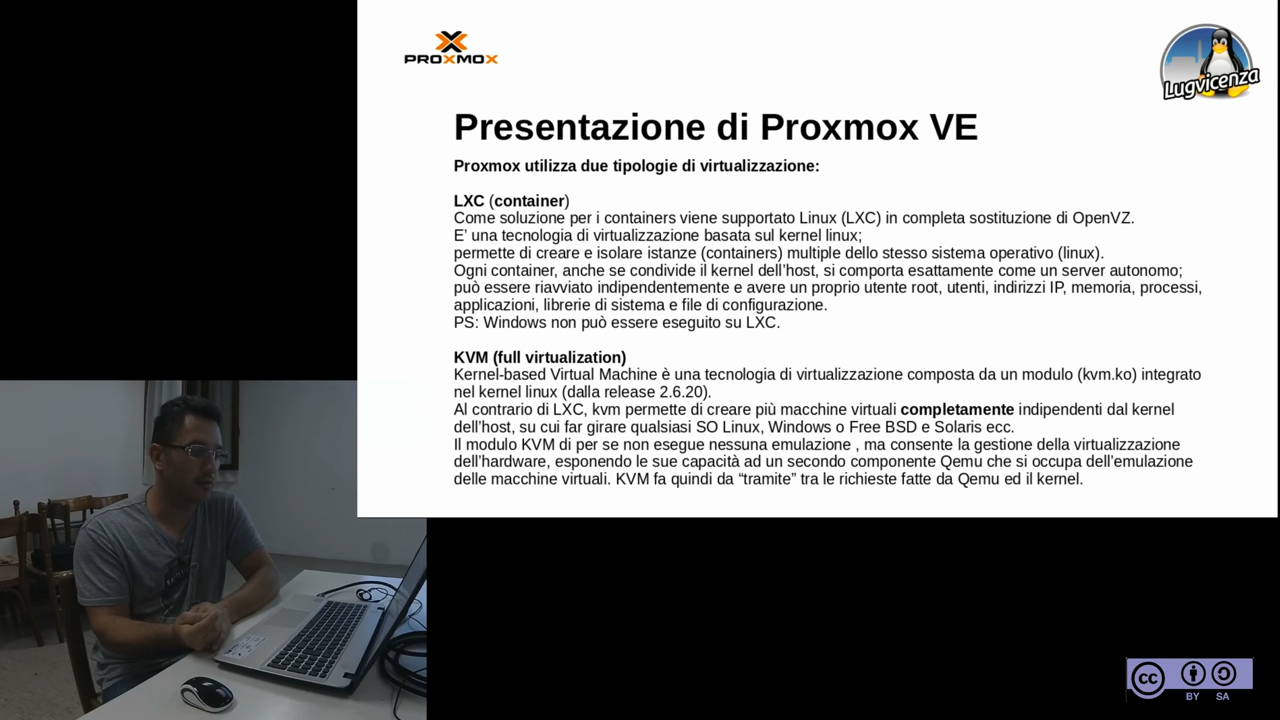 PROXMOX
Lugvicenza
Presentazione di Proxmox VE
Proxmox utilizza due tipologie di virtualizzazione:
LXC (container)
Come soluzione per i containers viene supportato Linux (LXC) in completa sostituzione di OpenVZ.
E' una tecnologia di virtualizzazione basata sul kernel linux;
permette di creare e isolare istanze (containers) multiple dello stesso sistema operativo (linux).
Ogni container, anche se condivide il kernel dell'host, si comporta esattamente come un server autonomo;
può essere riavviato indipendentemente e avere un proprio utente root, utenti, indirizzi IP, memoria, processi,
applicazioni, librerie di sistema e file di configurazione.
PS: Windows non può essere eseguito su LXC.
KVM (full virtualization)
Kernel-based Virtual Machine è una tecnologia di virtualizzazione composta da un modulo (kvm.ko) integrato
nel kernel linux (dalla release 2.6.20).
Al contrario di LXC, kvm permette di creare più macchine virtuali completamente indipendenti dal kernel
dell'host, su cui far girare qualsiasi SO Linux, Windows o Free BSD e Solaris ecc.
Il modulo KVM di per se non esegue nessuna emulazione , ma consente la gestione della virtualizzazione
dell'hardware, esponendo le sue capacità ad un secondo componente Qemu che si occupa dell'emulazione
delle macchine virtuali. KVM fa quindi da “tramite” tra le richieste fatte da Qemu ed il kernel.
cc
BY SA